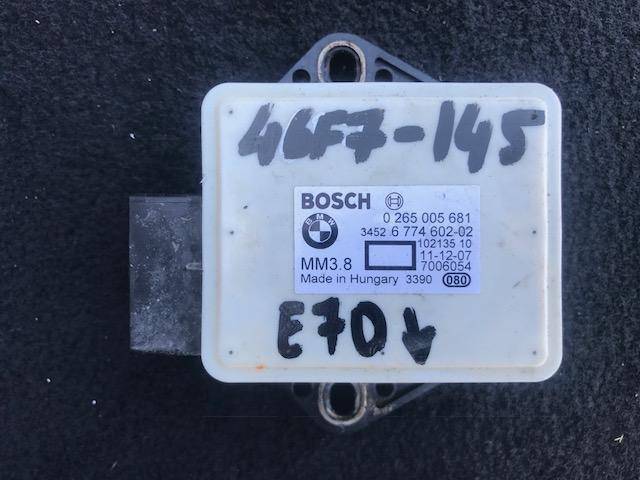 46F7-145
BOSCH
BMW
0 265 005 681
3452 6 774 602-02
102135 10
11-12-07
MM3.8 7006054
Made in Hungary 3390 080
E70↓